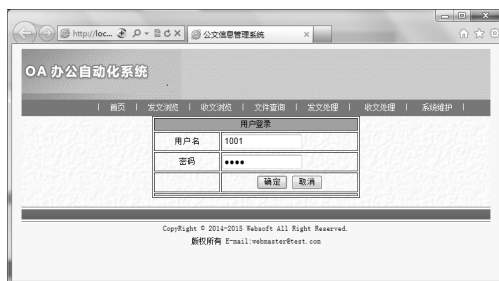 http://loc...
公文信息管理系统
OA 办公自动化系统
| 首页 | 发文浏览 | 收文浏览 | 文件查询 | 发文处理 | 收文处理 | 系统维护 |
用户登录
用户名 1001
密码 ●●●●
确定 取消
CopyRight © 2014-2015 Websoft All Right Reserved.
版权所有 E-mail:webmaster@test.com